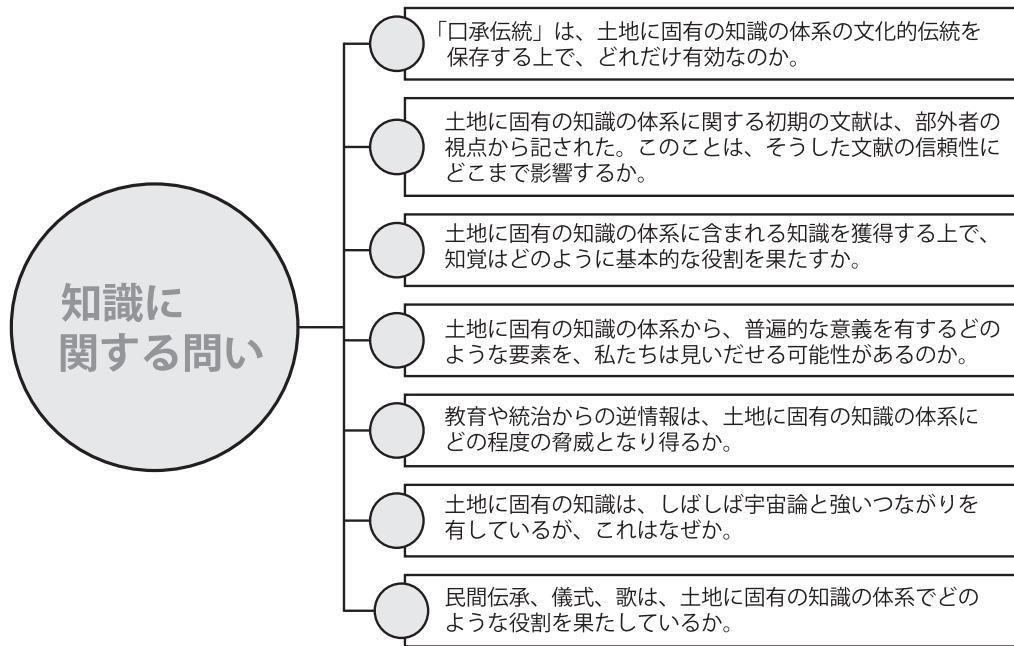 知識に
関する問い
「口承伝統」は、土地に固有の知識の体系の文化的伝統を
保存する上で、どれだけ有効なのか。
土地に固有の知識の体系に関する初期の文献は、部外者の
視点から記された。このことは、そうした文献の信頼性に
どこまで影響するか。
土地に固有の知識の体系に含まれる知識を獲得する上で、
知覚はどのように基本的な役割を果たすか。
土地に固有の知識の体系から、普遍的な意義を有するどの
ような要素を、私たちは見いだせる可能性があるのか。
教育や統治からの逆情報は、土地に固有の知識の体系に
どの程度の脅威となり得るか。
土地に固有の知識は、しばしば宇宙論と強いつながりを
有しているが、これはなぜか。
民間伝承、儀式、歌は、土地に固有の知識の体系でどの
ような役割を果たしているか。